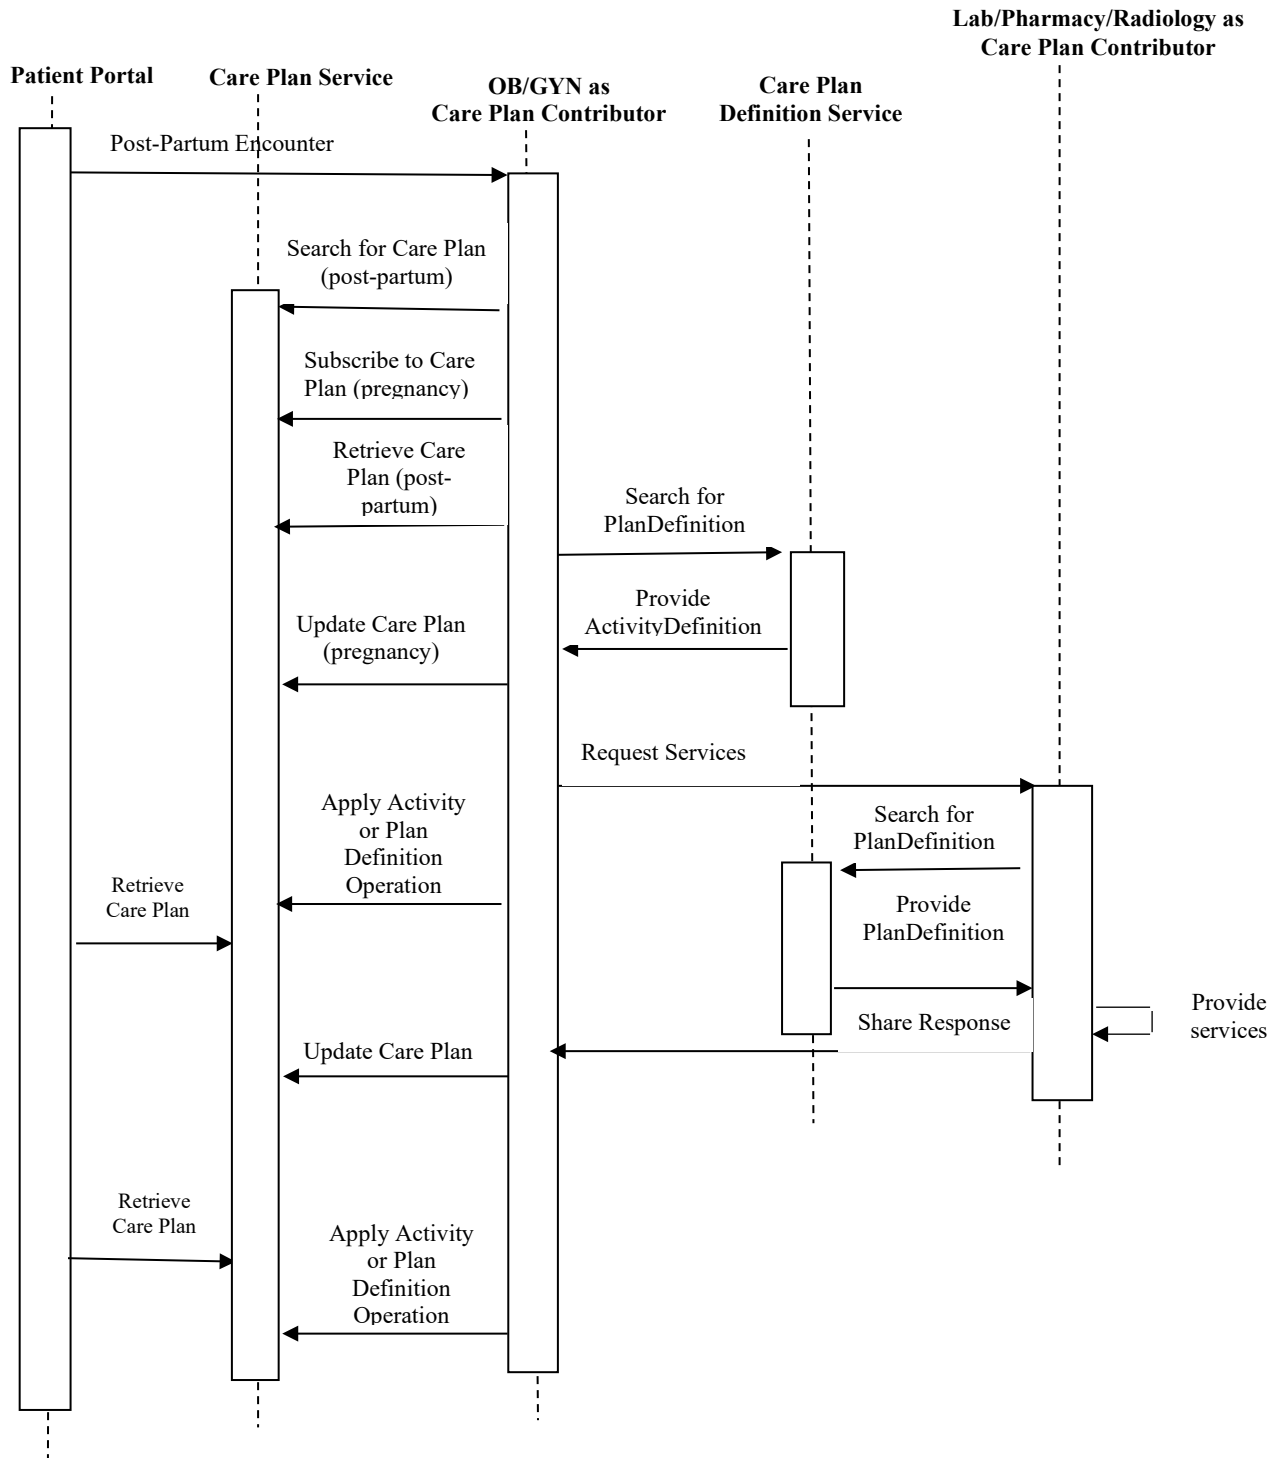 Lab/Pharmacy/Radiology as
Care Plan Contributor
Patient Portal
Care Plan Service
OB/GYN as
Care Plan Contributor
Care Plan
Definition Service
Post-Partum Encounter
Search for Care Plan
(post-partum)
Subscribe to Care
Plan (pregnancy)
Retrieve Care
Plan (post-
partum)
Search for
PlanDefinition
Provide
ActivityDefinition
Update Care Plan
(pregnancy)
Request Services
Apply Activity
or Plan
Definition
Operation
Search for
PlanDefinition
Retrieve
Care Plan
Provide
PlanDefinition
Share Response
Provide
services
Update Care Plan
Retrieve
Care Plan
Apply Activity
or Plan
Definition
Operation